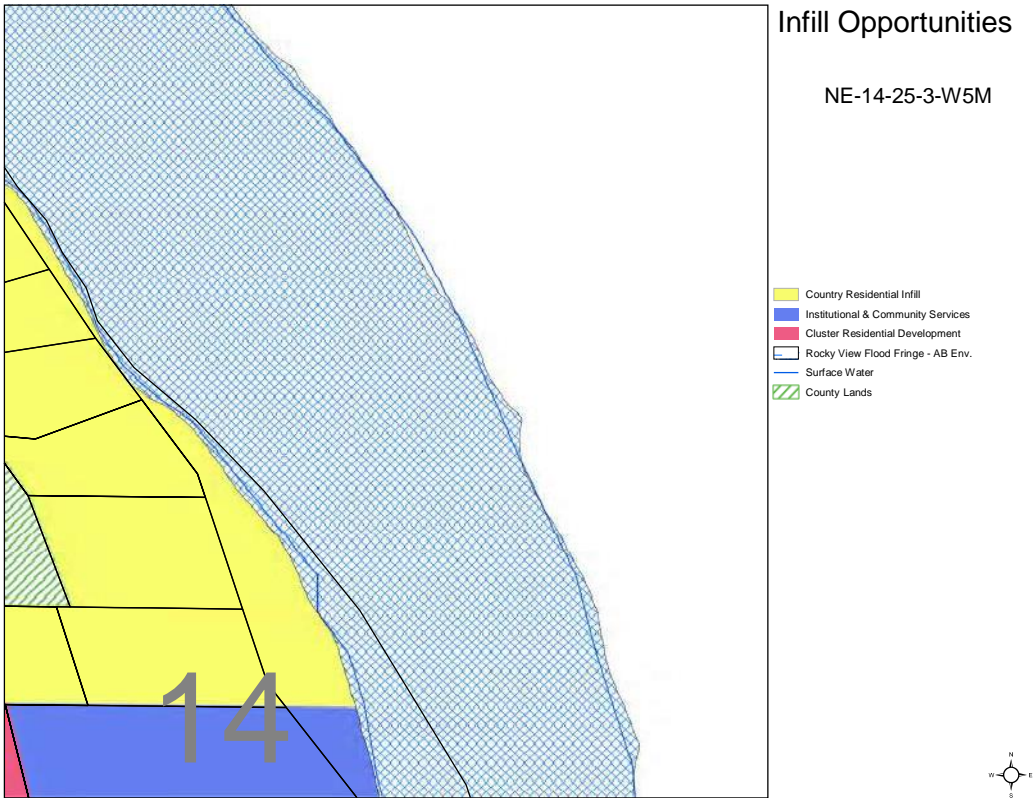 Infill Opportunities
NE-14-25-3-W5M
Country Residential Infill
Institutional & Community Services
Cluster Residential Development
Rocky View Flood Fringe - AB Env.
Surface Water
County Lands
14
N
W E
S